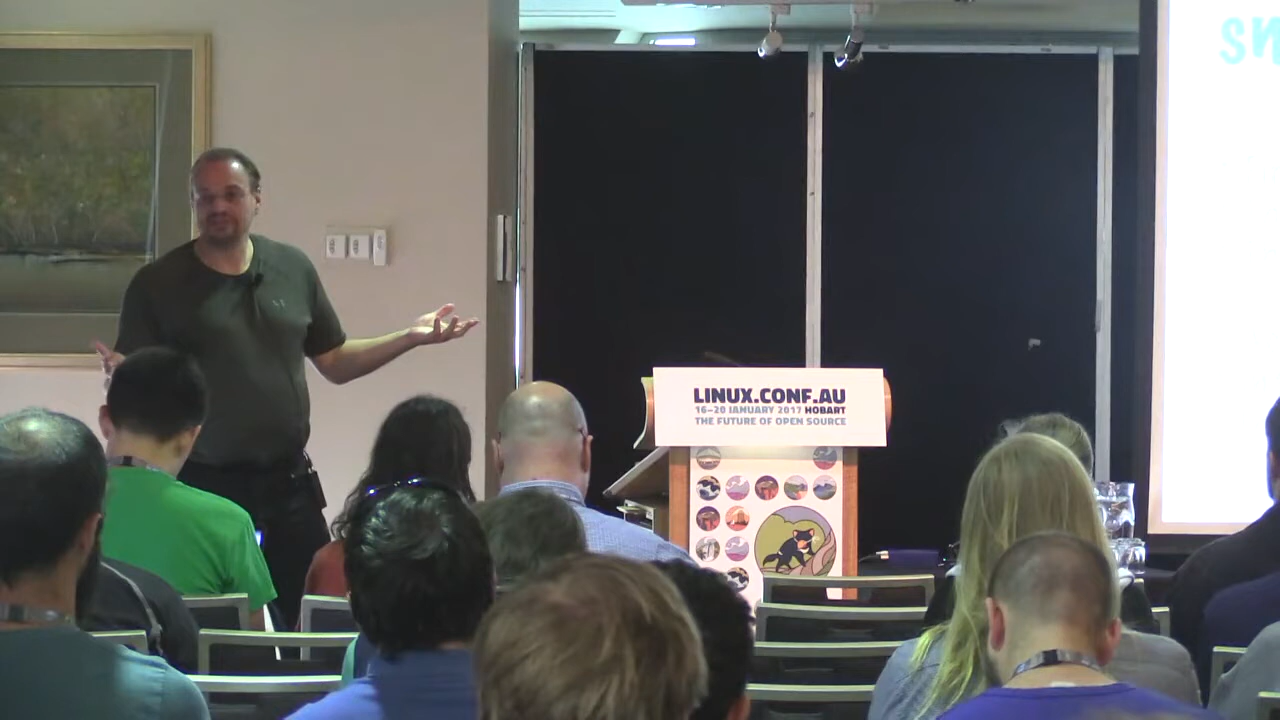 LINUX.CONF.AU
16–20 JANUARY 2017 HOBART
THE FUTURE OF OPEN SOURCE